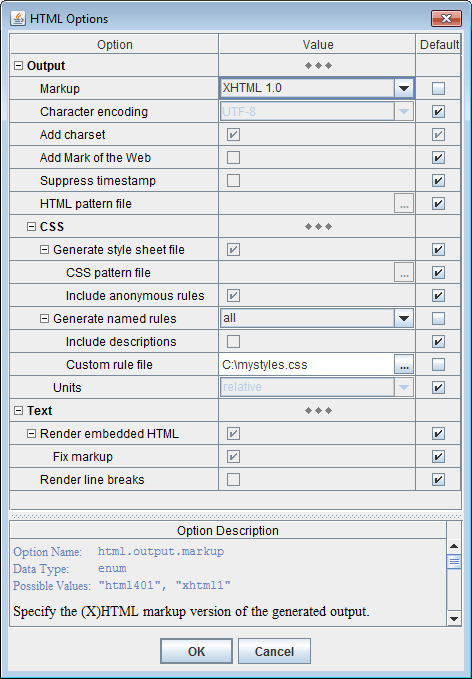 HTML Options
Option Value Default
Output
Markup XHTML 1.0
Character encoding UTF-8
Add charset
Add Mark of the Web
Suppress timestamp
HTML pattern file ...
CSS
Generate style sheet file
CSS pattern file ...
Include anonymous rules
Generate named rules all
Include descriptions
Custom rule file C:\mystyles.css ...
Units relative
Text
Render embedded HTML
Fix markup
Render line breaks
Option Description
Option Name: html.output.markup
Data Type: enum
Possible Values: "html401", "xhtml1"
Specify the (X)HTML markup version of the generated output.
OK Cancel